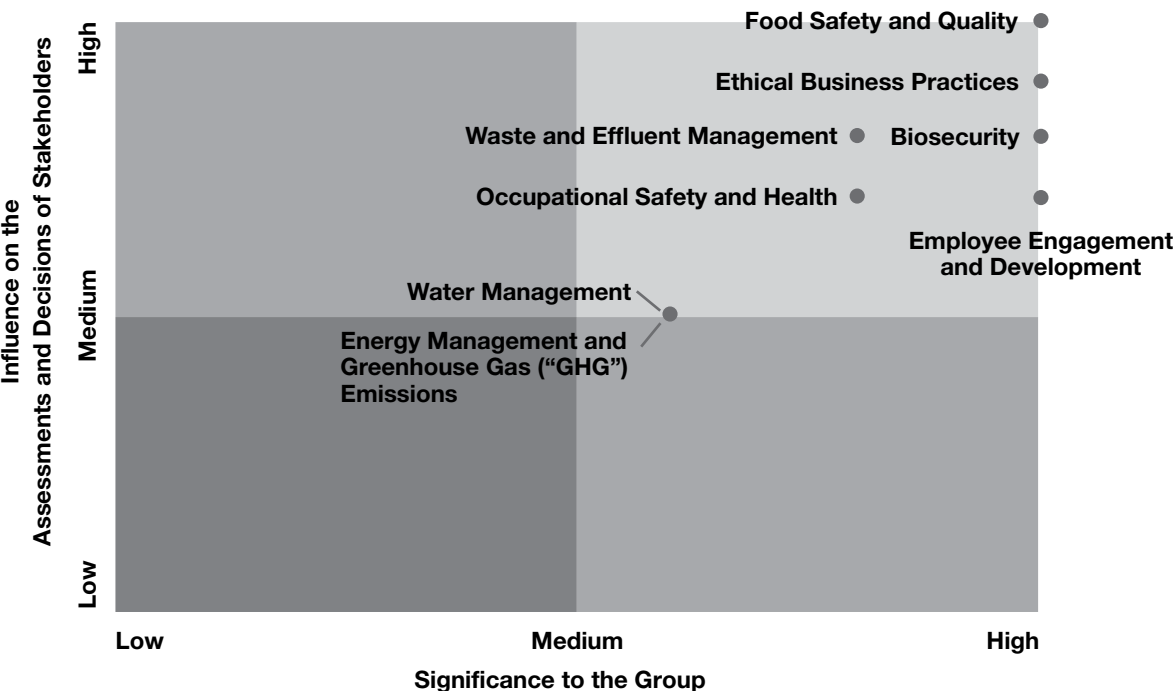 Influence on the
Assessments and Decisions of Stakeholders
High
Medium
Low
Food Safety and Quality
Ethical Business Practices
Waste and Effluent Management
Biosecurity
Occupational Safety and Health
Employee Engagement
and Development
Water Management
Energy Management and
Greenhouse Gas (“GHG”)
Emissions
Low
Medium
High
Significance to the Group